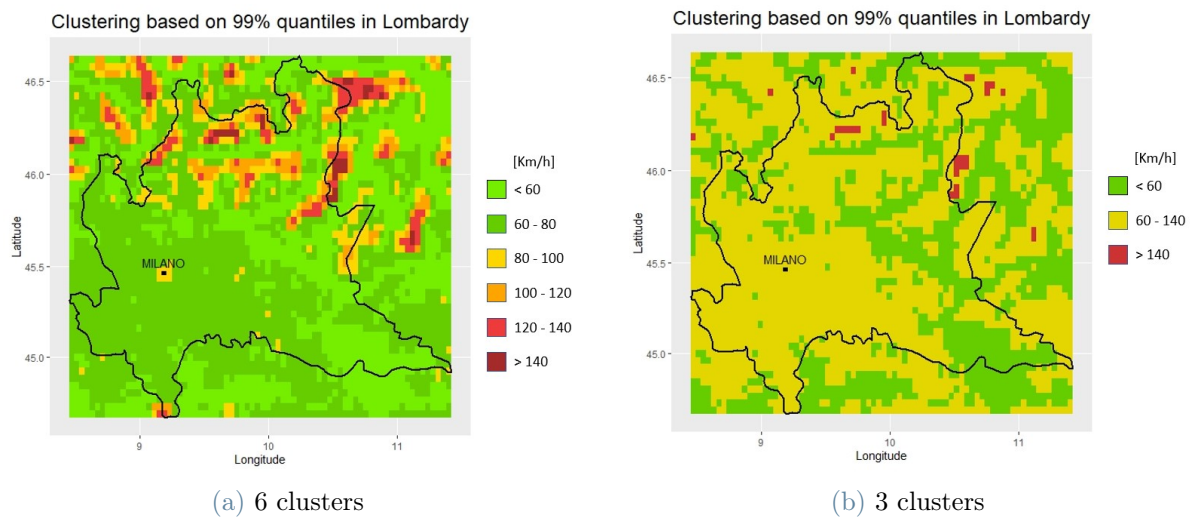 Clustering based on 99% quantiles in Lombardy
46.5
46.0
45.5
45.0
Latitude
MILANO
9
10
11
Longitude
[Km/h]
< 60
60 - 80
80 - 100
100 - 120
120 - 140
> 140
(a) 6 clusters
Clustering based on 99% quantiles in Lombardy
46.5
46.0
45.5
45.0
Latitude
MILANO
9
10
11
Longitude
[Km/h]
< 60
60 - 140
> 140
(b) 3 clusters